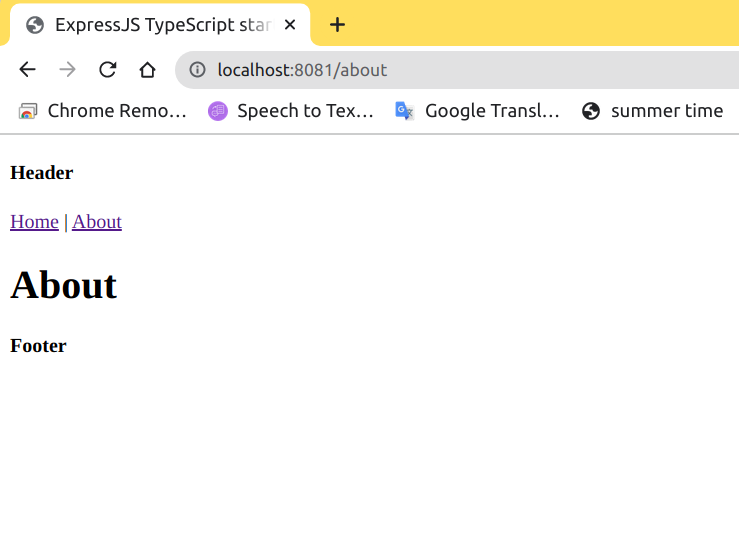 ExpressJS TypeScript star
localhost:8081/about
Chrome Remo... Speech to Tex... Google Transl... summer time
Header
Home | About
About
Footer